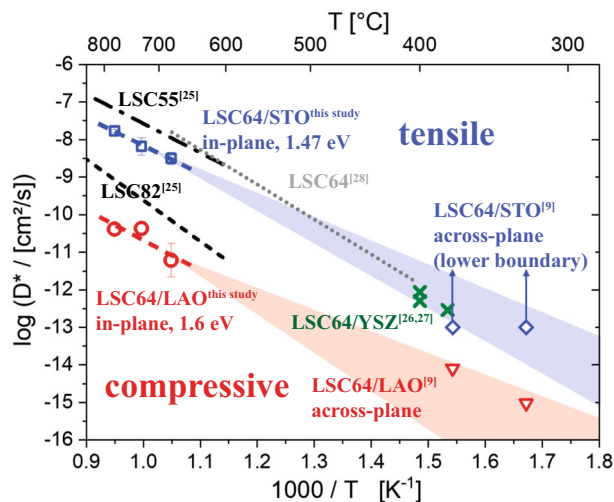 T [°C]
800 700 600 500 400 300
-5
-6
-7
-8
-9
-10
-11
-12
-13
-14
-15
-16
log (D* / [cm²/s])
LSC55[25]
LSC64/STOthis study
in-plane, 1.47 eV
tensile
LSC82[25]
LSC64[28]
LSC64/STO[9]
across-plane
(lower boundary)
LSC64/LAOthis study
in-plane, 1.6 eV
LSC64/YSZ[26,27]
compressive
LSC64/LAO[9]
across-plane
0.9 1.0 1.1 1.2 1.3 1.4 1.5 1.6 1.7 1.8
1000 / T [K⁻¹]